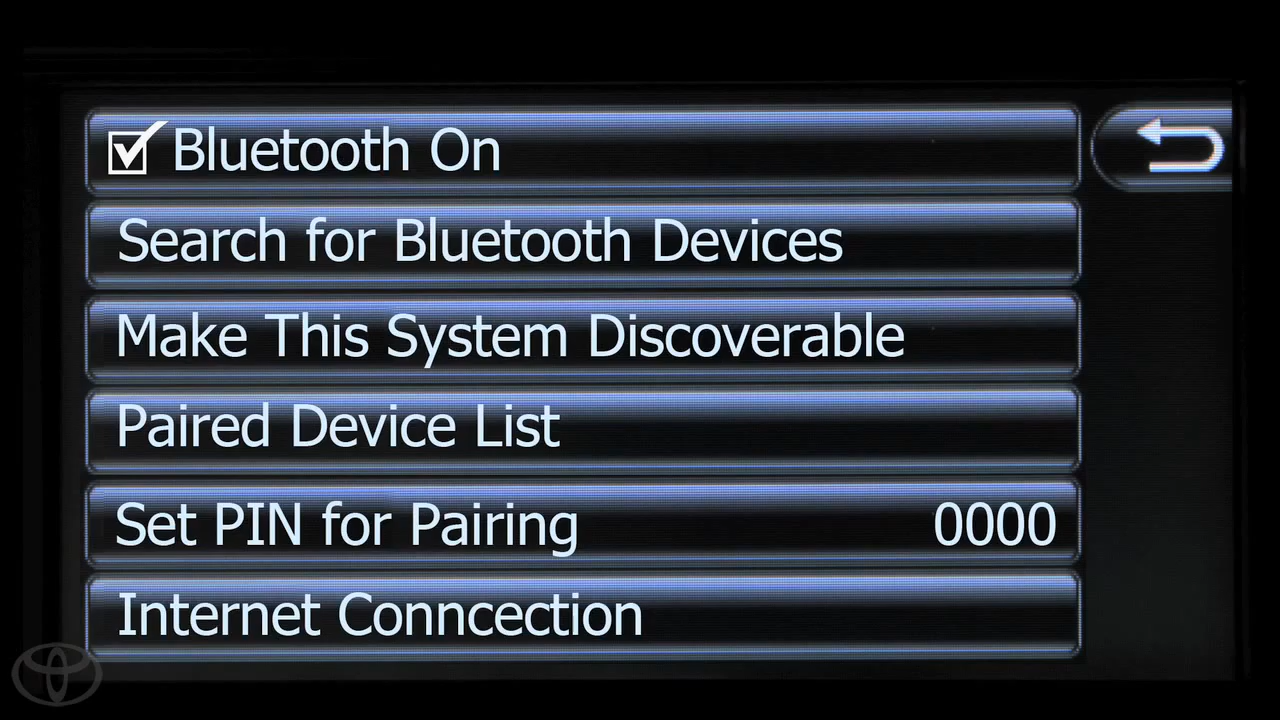 Bluetooth On
Search for Bluetooth Devices
Make This System Discoverable
Paired Device List
Set PIN for Pairing 0000
Internet Conncection